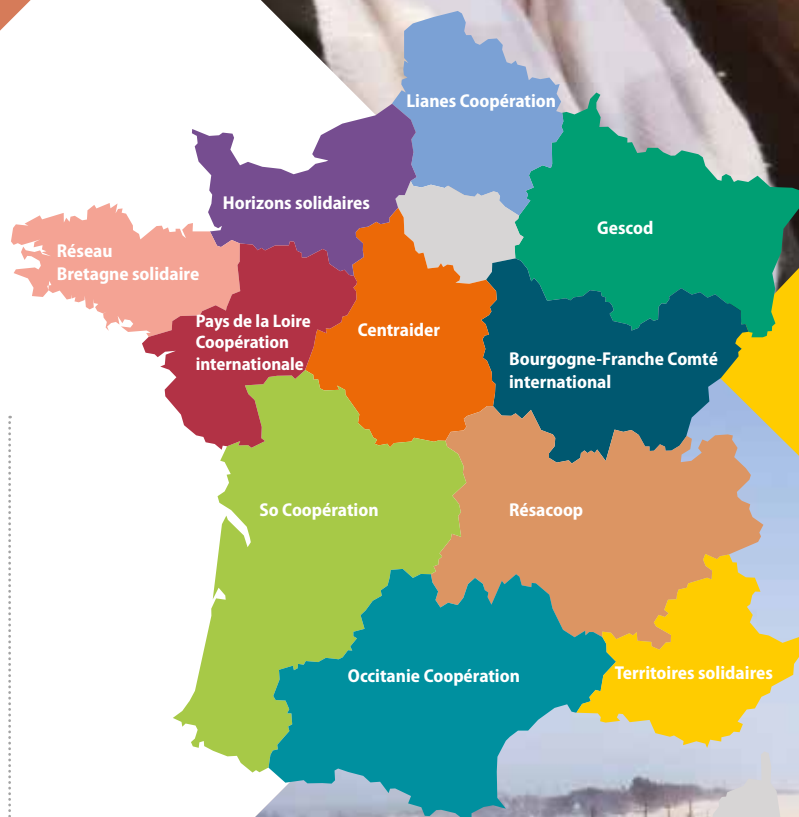 Lianes Coopération
Horizons solidaires
Gescod
Réseau
Bretagne solidaire
Pays de la Loire
Coopération
internationale
Centraider
Bourgogne-Franche Comté
international
So Coopération
Résacoop
Occitanie Coopération
Territoires solidaires